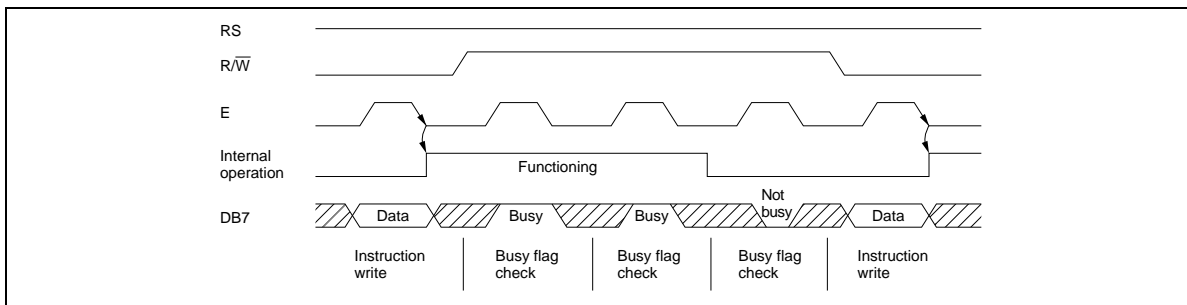 RS
R/W̅
E
Internal
operation
Functioning
DB7
Data
Busy
Busy
Not
busy
Data
Instruction
write
Busy flag
check
Busy flag
check
Busy flag
check
Instruction
write